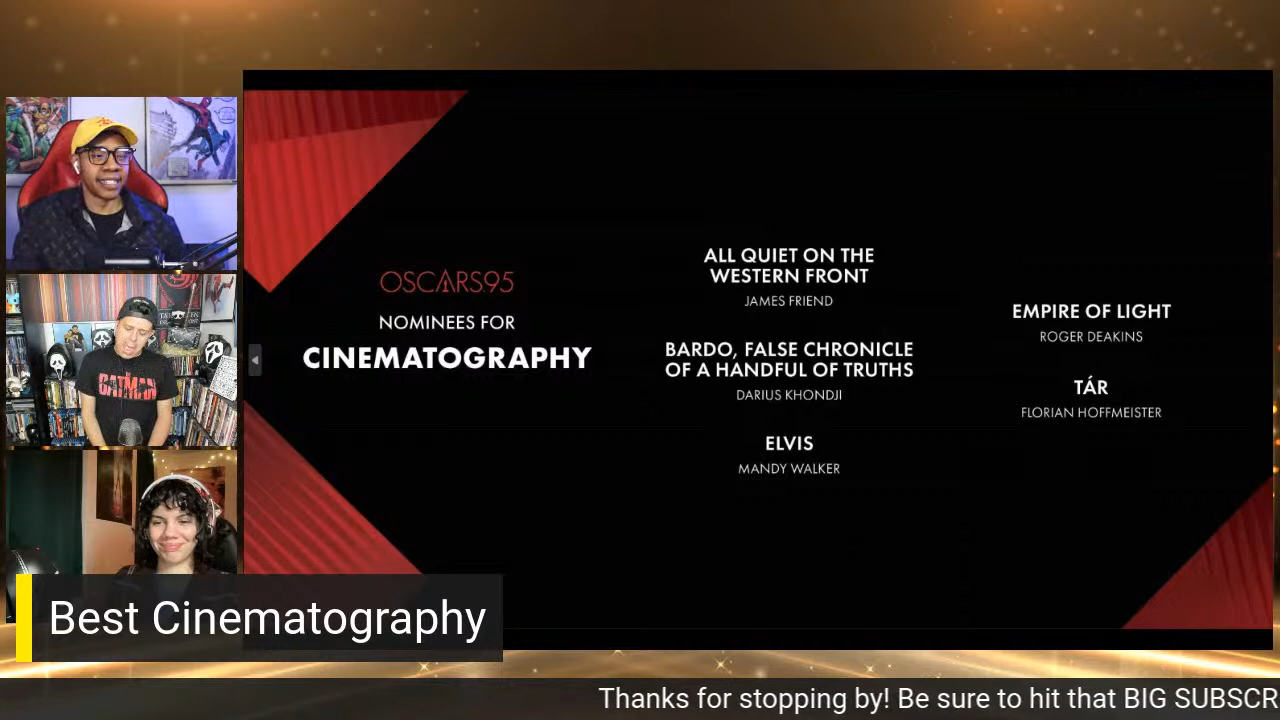 OSCARS95
NOMINEES FOR
CINEMATOGRAPHY
ALL QUIET ON THE
WESTERN FRONT
JAMES FRIEND
BARDO, FALSE CHRONICLE
OF A HANDFUL OF TRUTHS
DARIUS KHONDJI
ELVIS
MANDY WALKER
EMPIRE OF LIGHT
ROGER DEAKINS
TÁR
FLORIAN HOFFMEISTER
BATMAN
Best Cinematography
Thanks for stopping by! Be sure to hit that BIG SUBSCR